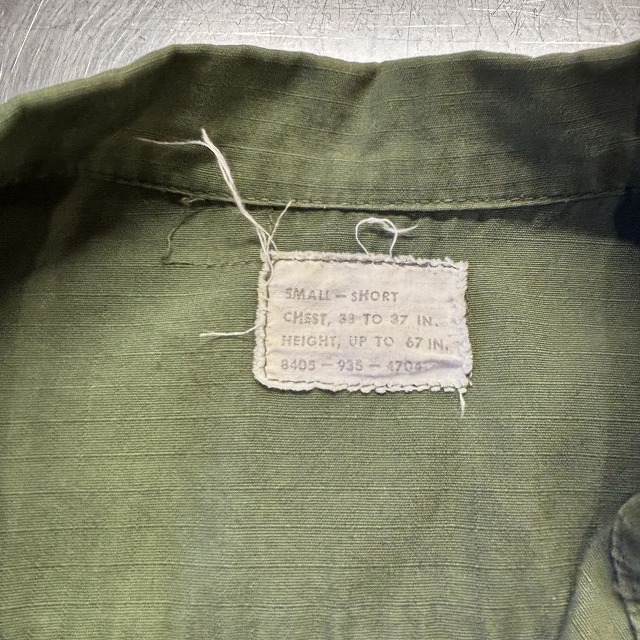 SMALL – SHORT
CHEST, 33 TO 37 IN.
HEIGHT, UP TO 67 IN.
8405 – 935 – 4704